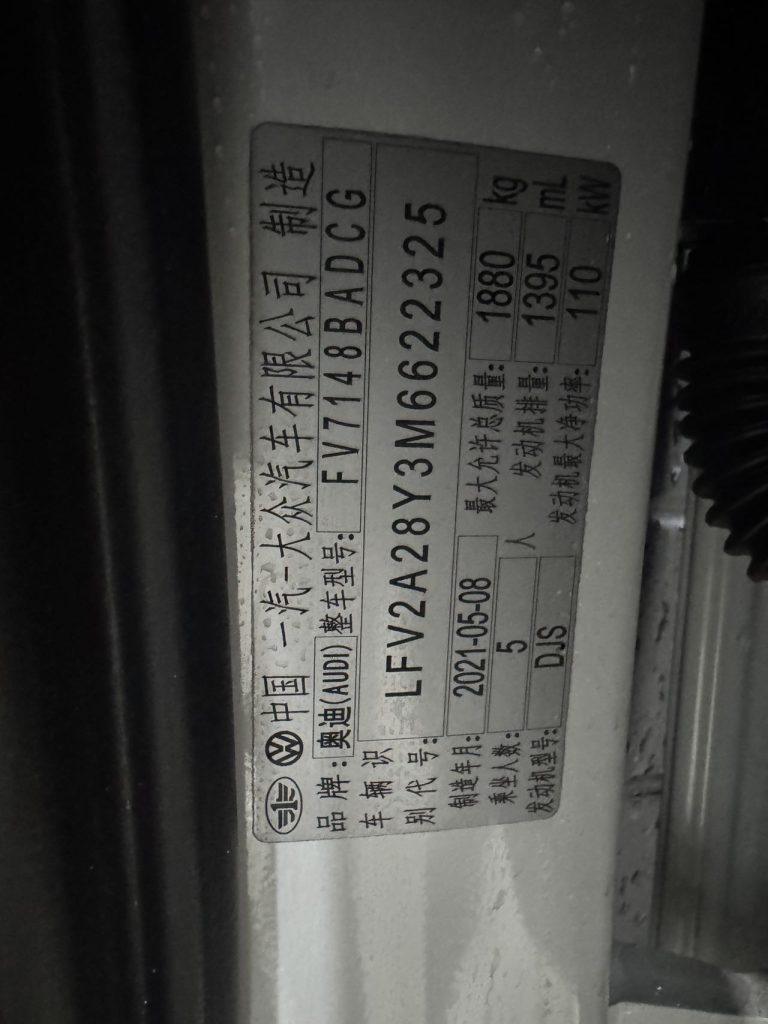 中国 一汽-大众汽车有限公司 制造
品牌:奥迪(AUDI) 整车型号:FV7148BADCG
车辆识别代号:LFV2A28Y3M6622325
制造年月:2021-05-08 最大允许总质量:1880 kg
乘坐人数:5 人 发动机排量:1395 mL
发动机型号:DJS 发动机最大净功率:110 kW